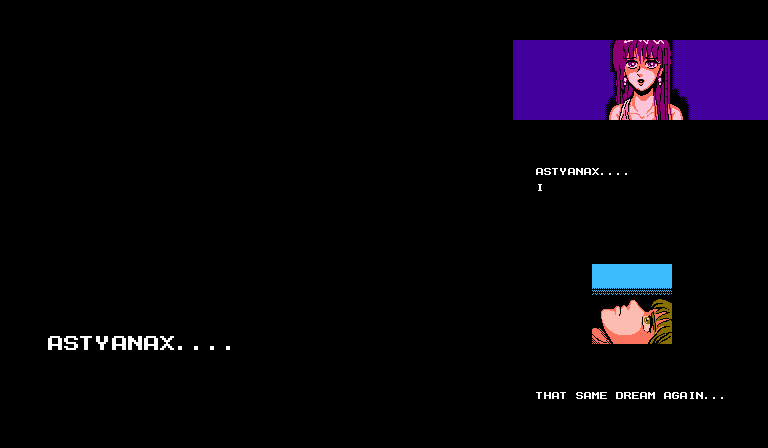 ASTYANAX....
ASTYANAX....
I
THAT SAME DREAM AGAIN...